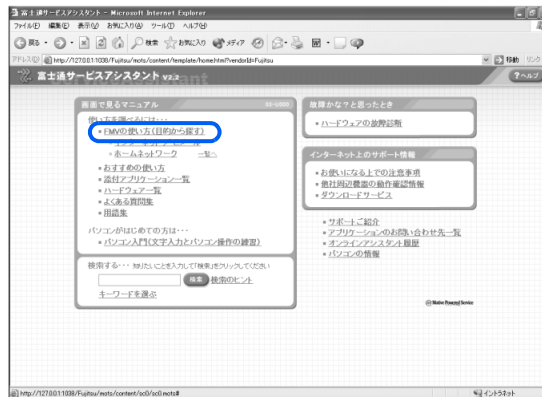 富士通サービスアシスタント - Microsoft Internet Explorer
ファイル(F) 編集(E) 表示(V) お気に入り(A) ツール(T) ヘルプ(H)
戻る 検索 お気に入り メディア
アドレス(D) http://127.0.0.1:1038/Fujitsu/mots/content/template/home.htm?vendorId=Fujitsu 移動 リンク
富士通サービスアシスタント V2.2 ?ヘルプ
画面で見るマニュアル
使い方を調べるには・・・
FMVの使い方(目的から探す)
ホームネットワーク 一覧へ
おすすめの使い方
添付アプリケーション一覧
ハードウェア一覧
よくある質問集
用語集
パソコンがはじめての方は・・・
パソコン入門(文字入力とパソコン操作の練習)
検索する・・・ 知りたいことを入力して「検索」をクリックしてください
検索 検索のヒント
キーワードを選ぶ
故障かな？と思ったとき
ハードウェアの故障診断
インターネット上のサポート情報
お使いになる上での注意事項
他社周辺機器の動作確認情報
ダウンロードサービス
サポートご紹介
アプリケーションのお問い合わせ先一覧
オンラインアシスタント履歴
パソコンの情報
Motive Powered Service
http://127.0.0.1:1038/Fujitsu/mots/content/sc0/sc0.mots# イントラネット